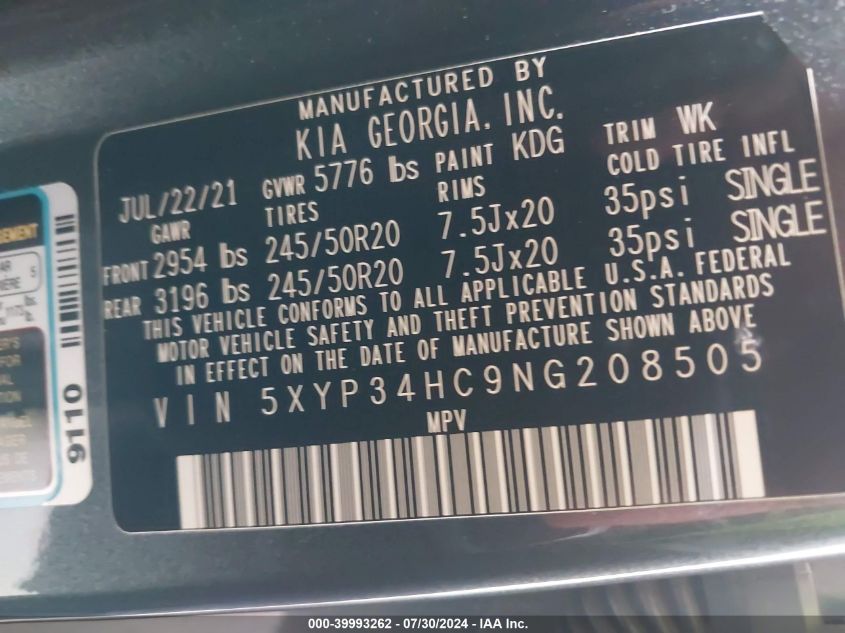 MANUFACTURED BY
KIA GEORGIA, INC.
JUL/22/21 GVWR 5776 lbs PAINT KDG TRIM WK
GAWR TIRES RIMS COLD TIRE INFL
FRONT 2954 lbs 245/50R20 7.5Jx20 35psi SINGLE
REAR 3196 lbs 245/50R20 7.5Jx20 35psi SINGLE
THIS VEHICLE CONFORMS TO ALL APPLICABLE U.S.A. FEDERAL
MOTOR VEHICLE SAFETY AND THEFT PREVENTION STANDARDS
IN EFFECT ON THE DATE OF MANUFACTURE SHOWN ABOVE
VIN 5XYP34HC9NG208505
MPV
5
9110
000-39993262 - 07/30/2024 - IAA Inc.